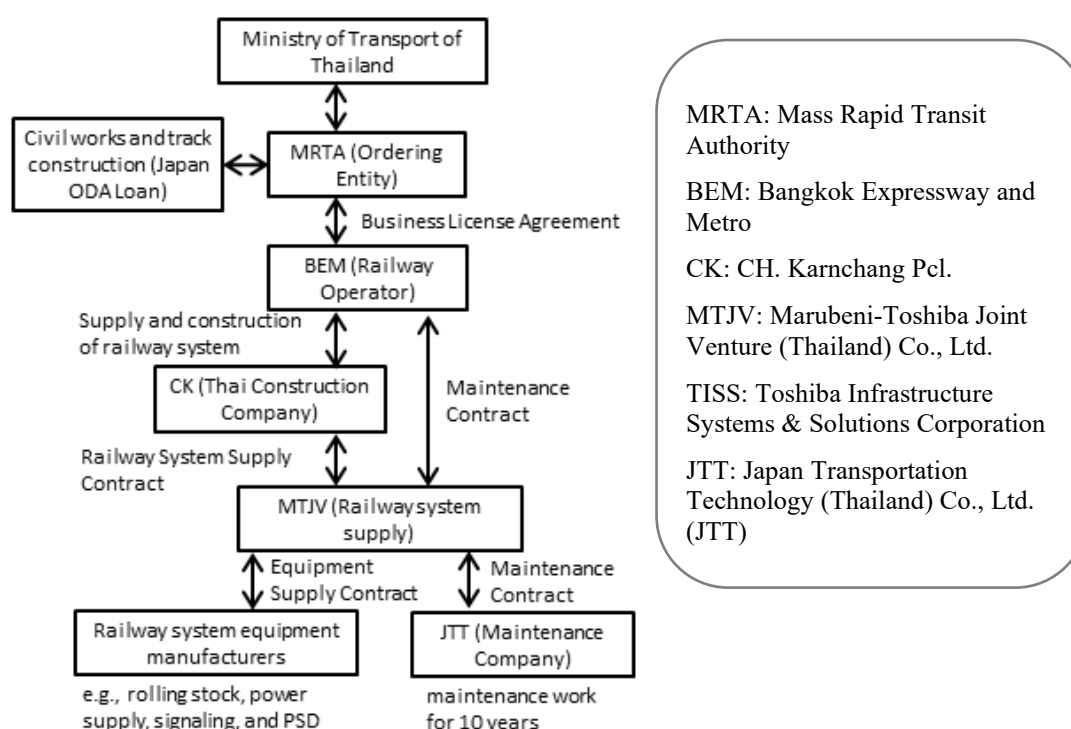 Ministry of Transport of
Thailand
Civil works and track
construction (Japan
ODA Loan)
MRTA (Ordering
Entity)
Business License Agreement
BEM (Railway
Operator)
Supply and construction
of railway system
CK (Thai Construction
Company)
Maintenance
Contract
Railway System Supply
Contract
MTJV (Railway system
supply)
Equipment
Supply Contract
Maintenance
Contract
Railway system equipment
manufacturers
JTT (Maintenance
Company)
e.g., rolling stock, power
supply, signaling, and PSD
maintenance work
for 10 years
MRTA: Mass Rapid Transit
Authority
BEM: Bangkok Expressway and
Metro
CK: CH. Karnchang Pcl.
MTJV: Marubeni-Toshiba Joint
Venture (Thailand) Co., Ltd.
TISS: Toshiba Infrastructure
Systems & Solutions Corporation
JTT: Japan Transportation
Technology (Thailand) Co., Ltd.
(JTT)